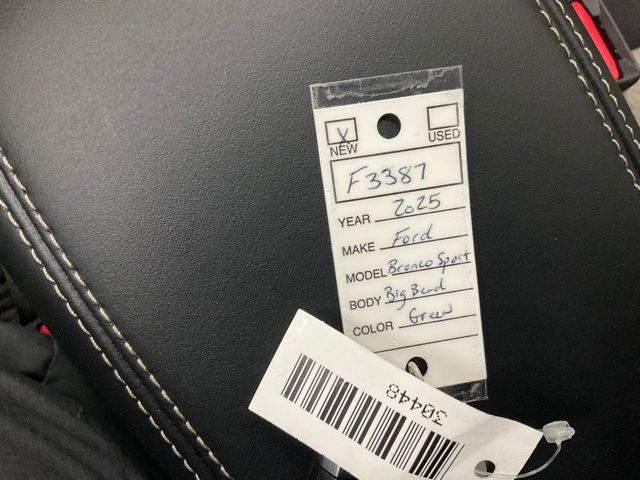 X
NEW USED
F3387
YEAR 2025
MAKE Ford
MODEL Bronco Sport
BODY Big Bend
COLOR Green
30448